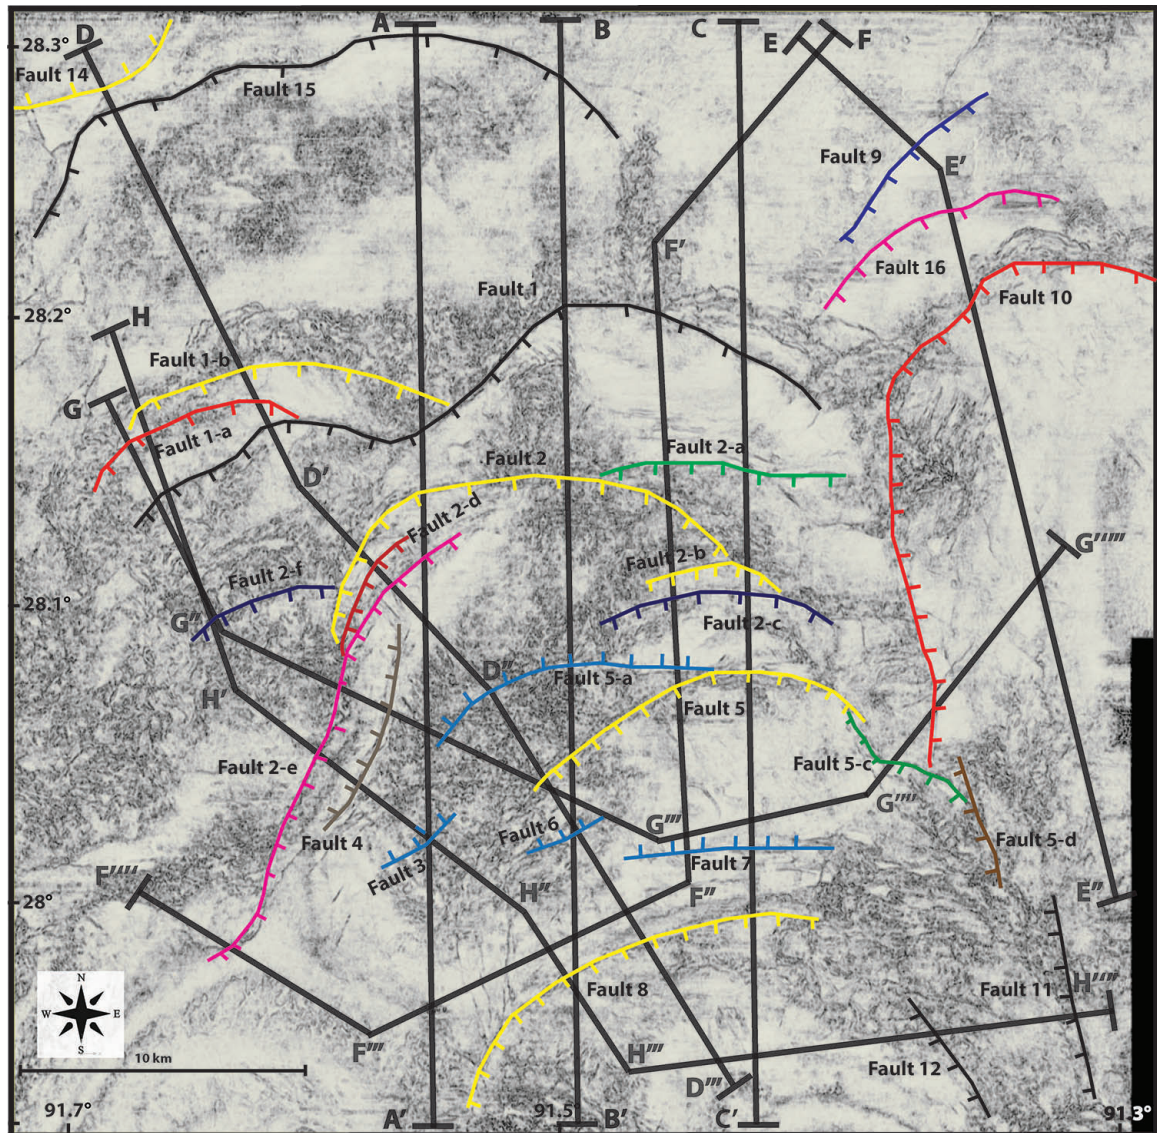 A
B
C
D
E
F
28.3°
Fault 14
Fault 15
Fault 9
E'
F'
Fault 16
Fault 1
Fault 10
28.2°
H
Fault 1-b
G
Fault 1-a
Fault 2-a
Fault 2
D'
Fault 2-d
G'''''
Fault 2-b
Fault 2-f
28.1°
G''
Fault 2-c
D''
Fault 5-a
H'
Fault 5
Fault 2-e
Fault 5-c
G''''
G'''
Fault 6
Fault 4
Fault 5-d
Fault 7
Fault 3
F'''''
H''
F''
E''
28°
Fault 8
Fault 11
H''''
N
W E
S
F'''
H'''
10 km
Fault 12
D'''
91.7°
A'
91.5°
B'
C'
91.3°